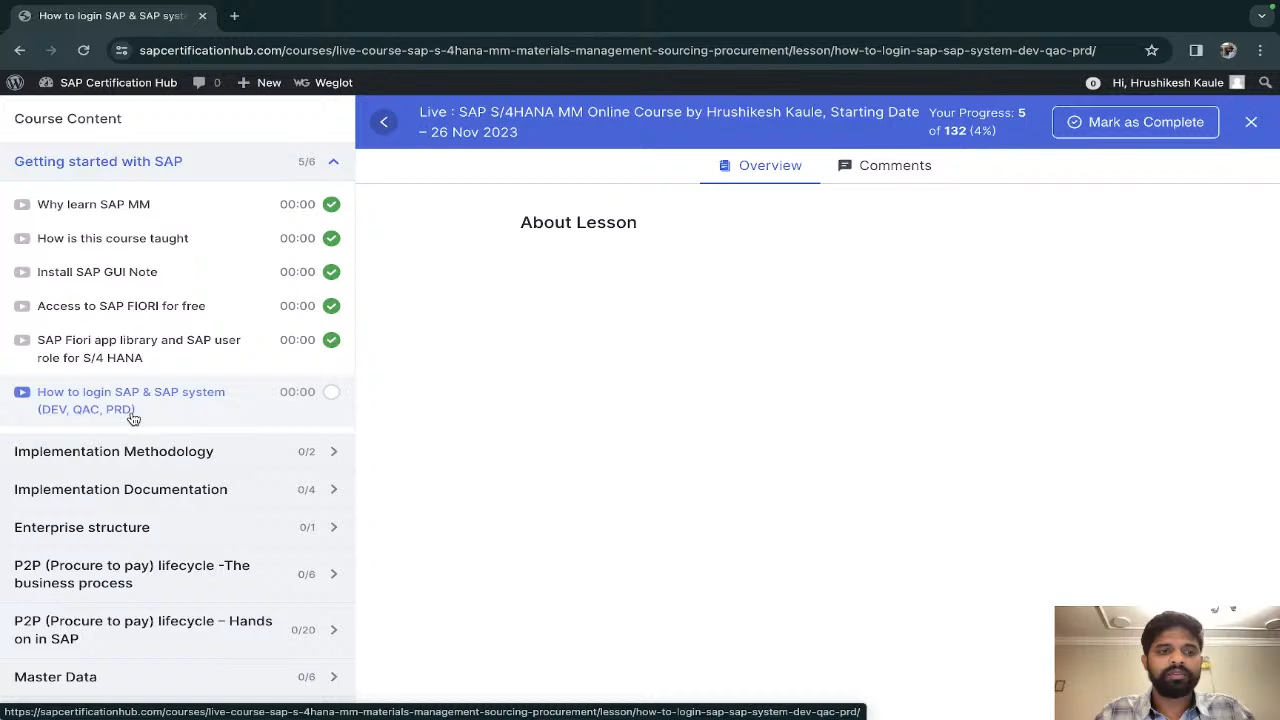 How to login SAP & SAP syste
sapcertificationhub.com/courses/live-course-sap-s-4hana-mm-materials-management-sourcing-procurement/lesson/how-to-login-sap-sap-system-dev-qac-prd/
SAP Certification Hub
0
New
WG Weglot
0
Hi, Hrushikesh Kaule
Course Content
Getting started with SAP
5/6
Why learn SAP MM
00:00
How is this course taught
00:00
Install SAP GUI Note
00:00
Access to SAP FIORI for free
00:00
SAP Fiori app library and SAP user
role for S/4 HANA
00:00
How to login SAP & SAP system
(DEV, QAC, PRD)
00:00
Implementation Methodology
0/2
Implementation Documentation
0/4
Enterprise structure
0/1
P2P (Procure to pay) lifecycle -The
business process
0/6
P2P (Procure to pay) lifecycle – Hands
on in SAP
0/20
Master Data
0/6
Live : SAP S/4HANA MM Online Course by Hrushikesh Kaule, Starting Date
– 26 Nov 2023
Your Progress: 5
of 132 (4%)
Mark as Complete
Overview
Comments
About Lesson
https://sapcertificationhub.com/courses/live-course-sap-s-4hana-mm-materials-management-sourcing-procurement/lesson/how-to-login-sap-sap-system-dev-qac-prd/